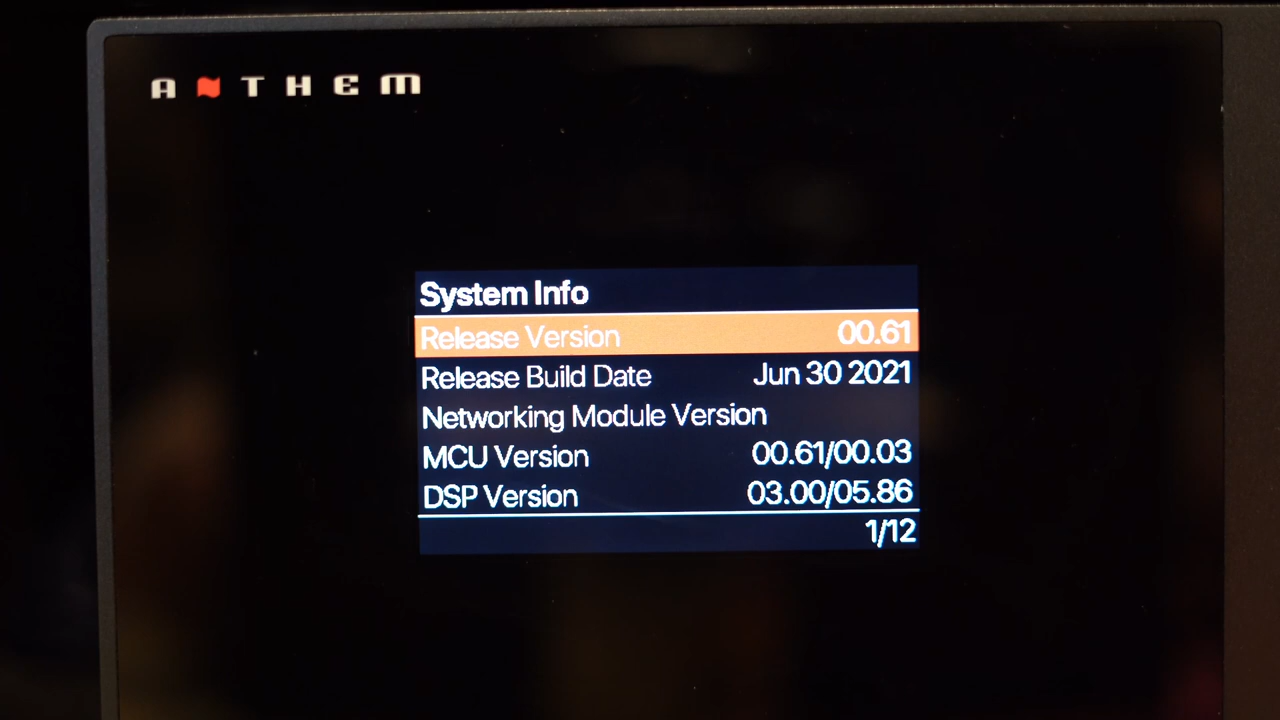 ANTHEM
System Info
Release Version 00.61
Release Build Date Jun 30 2021
Networking Module Version
MCU Version 00.61/00.03
DSP Version 03.00/05.86
1/12